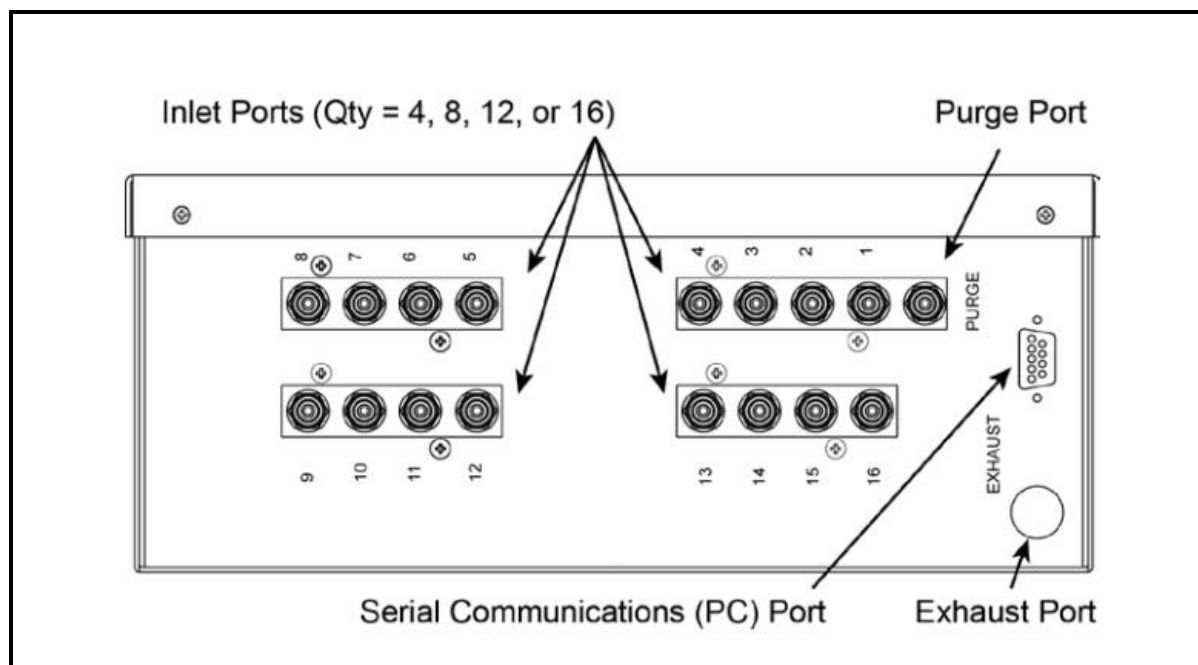 Inlet Ports (Qty = 4, 8, 12, or 16)
Purge Port
8 7 6 5
4 3 2 1
PURGE
9 10 11 12
13 14 15 16
EXHAUST
Serial Communications (PC) Port
Exhaust Port